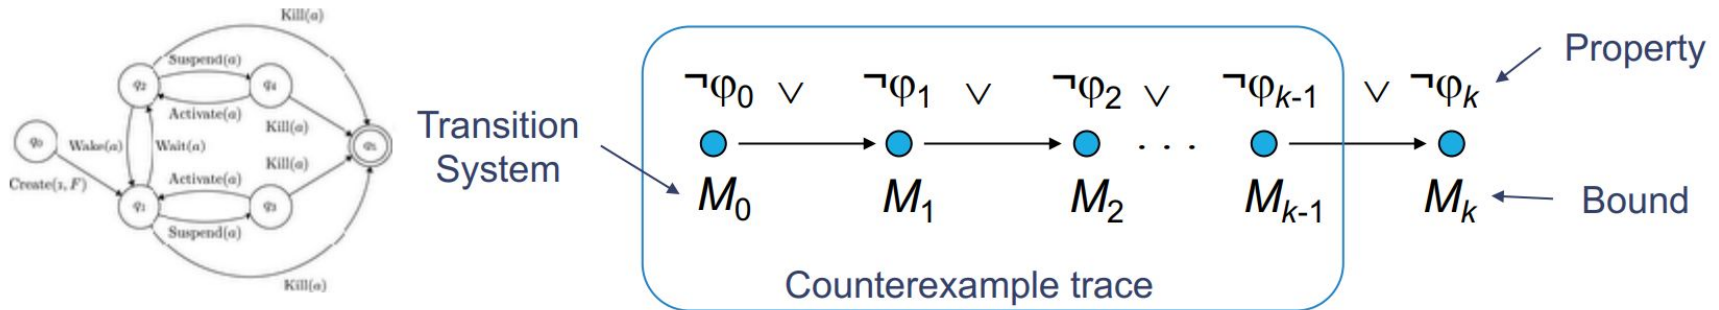 Kill(a)
Suspend(a)
q₂
q₄
Activate(a)
Kill(a)
q₀
Wake(a)
Wait(a)
Kill(a)
Create(s, F)
Activate(a)
q₁
q₃
Suspend(a)
Kill(a)
Transition
System
¬φ₀ ∨ ¬φ₁ ∨ ¬φ₂ ∨ ¬φₖ₋₁ ∨ ¬φₖ
. . .
M₀ M₁ M₂ Mₖ₋₁ Mₖ
Counterexample trace
Property
Bound